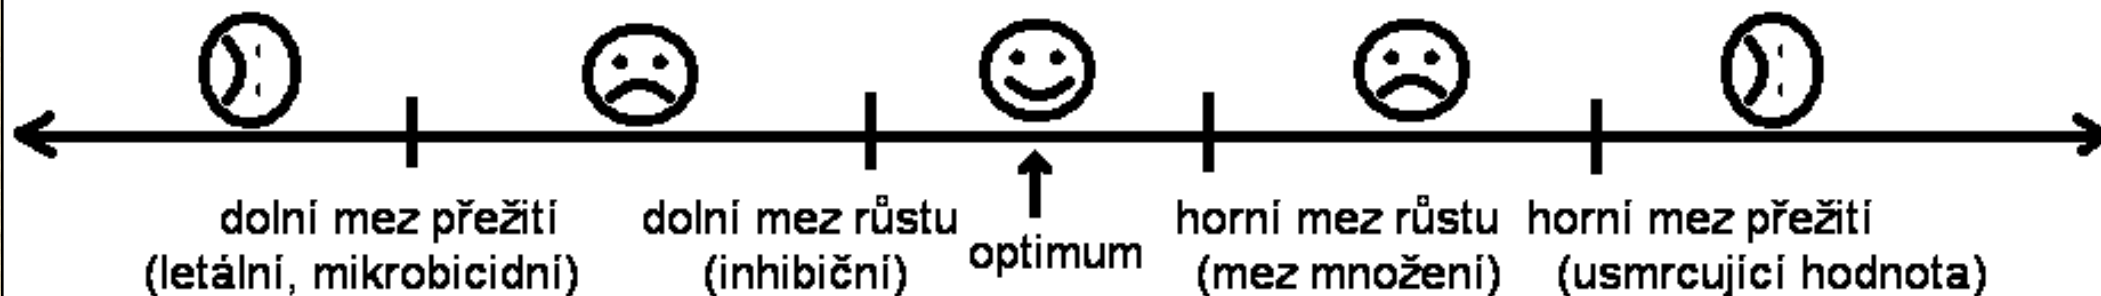 dolní mez přežití
(letální, mikrobicidní)
dolní mez růstu
(inhibiční)
optimum
horní mez růstu
(mez množení)
horní mez přežití
(usmrcující hodnota)